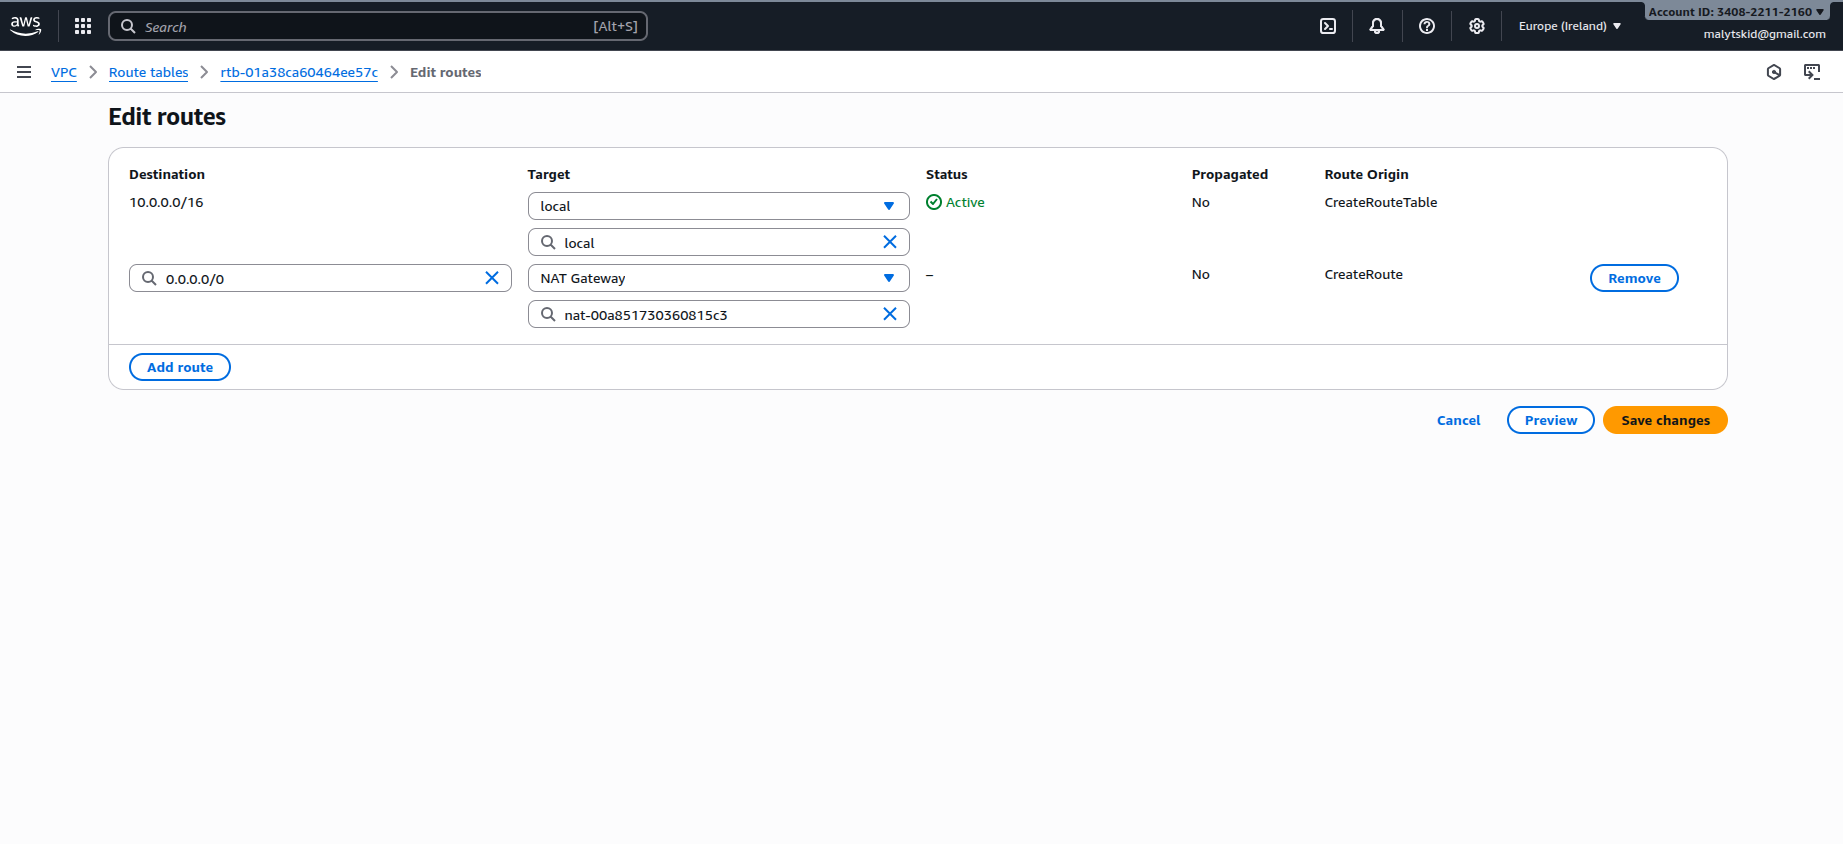 aws
Search
[Alt+S]
Europe (Ireland)
Account ID: 3408-2211-2160
malytskid@gmail.com
VPC
Route tables
rtb-01a38ca60464ee57c
Edit routes
Edit routes
Destination Target Status Propagated Route Origin
10.0.0.0/16 local Active No CreateRouteTable
local
0.0.0.0/0 NAT Gateway – No CreateRoute Remove
nat-00a851730360815c3
Add route
Cancel Preview Save changes